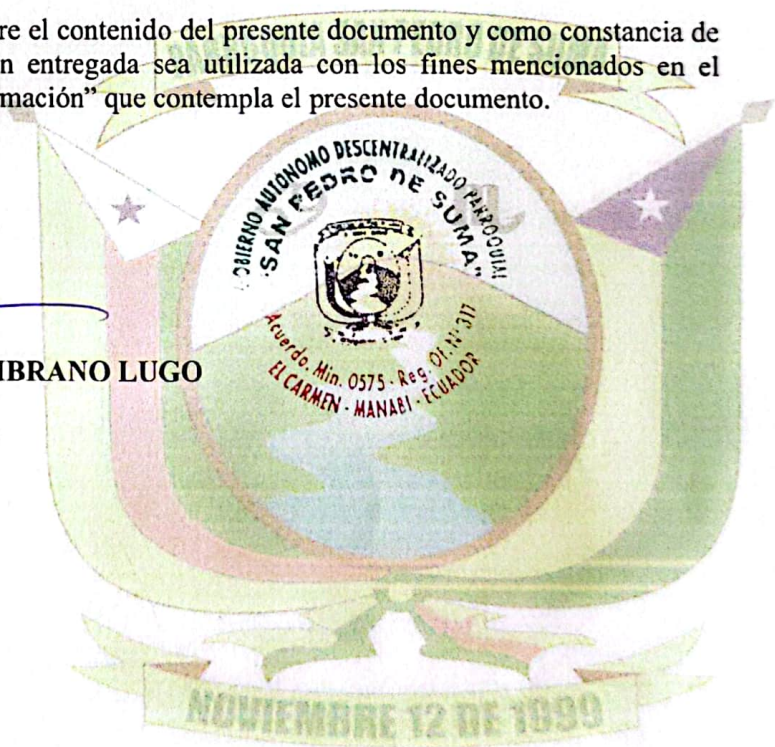 re el contenido del presente documento y como constancia de
n entregada sea utilizada con los fines mencionados en el
mación” que contempla el presente documento.
GOBIERNO AUTÓNOMO DESCENTRALIZADO PARROQUIAL
"SAN PEDRO DE SUMA"
Acuerdo. Min. 0575 - Reg. Of. N° 317
EL CARMEN - MANABI - ECUADOR
MBRANO LUGO
NOVIEMBRE 12 DE 1999